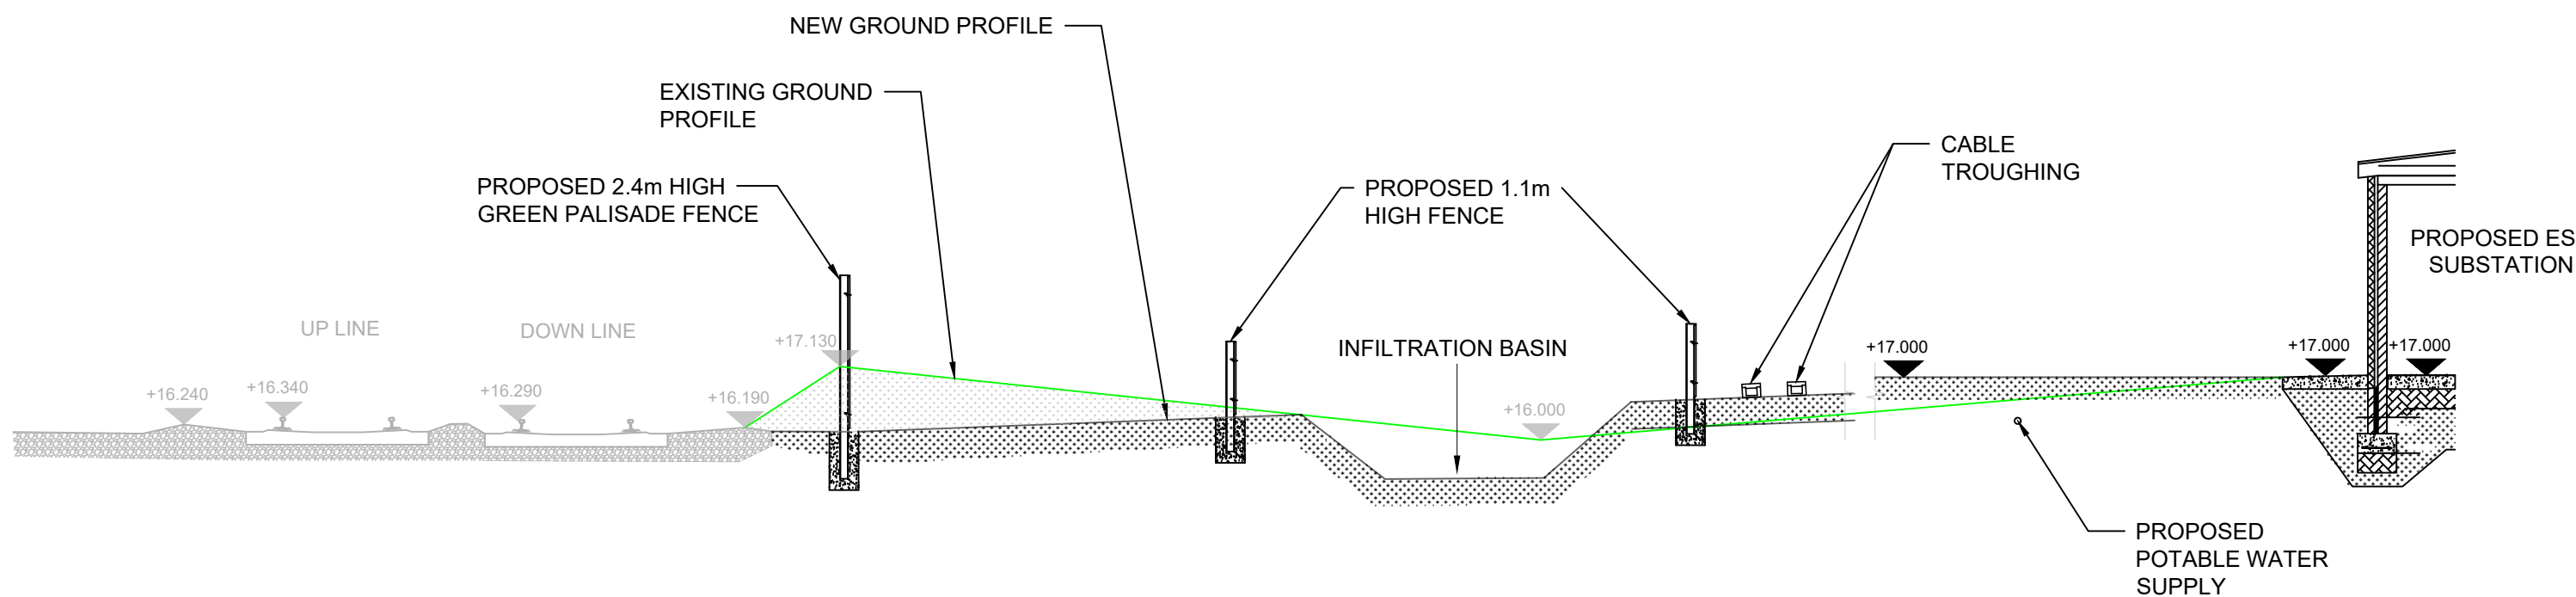 NEW GROUND PROFILE
EXISTING GROUND
PROFILE
PROPOSED 2.4m HIGH
GREEN PALISADE FENCE
PROPOSED 1.1m
HIGH FENCE
CABLE
TROUGHING
PROPOSED ES
SUBSTATION
UP LINE
DOWN LINE
INFILTRATION BASIN
+16.240
+16.340
+16.290
+16.190
+17.130
+16.000
+17.000
+17.000
+17.000
PROPOSED
POTABLE WATER
SUPPLY